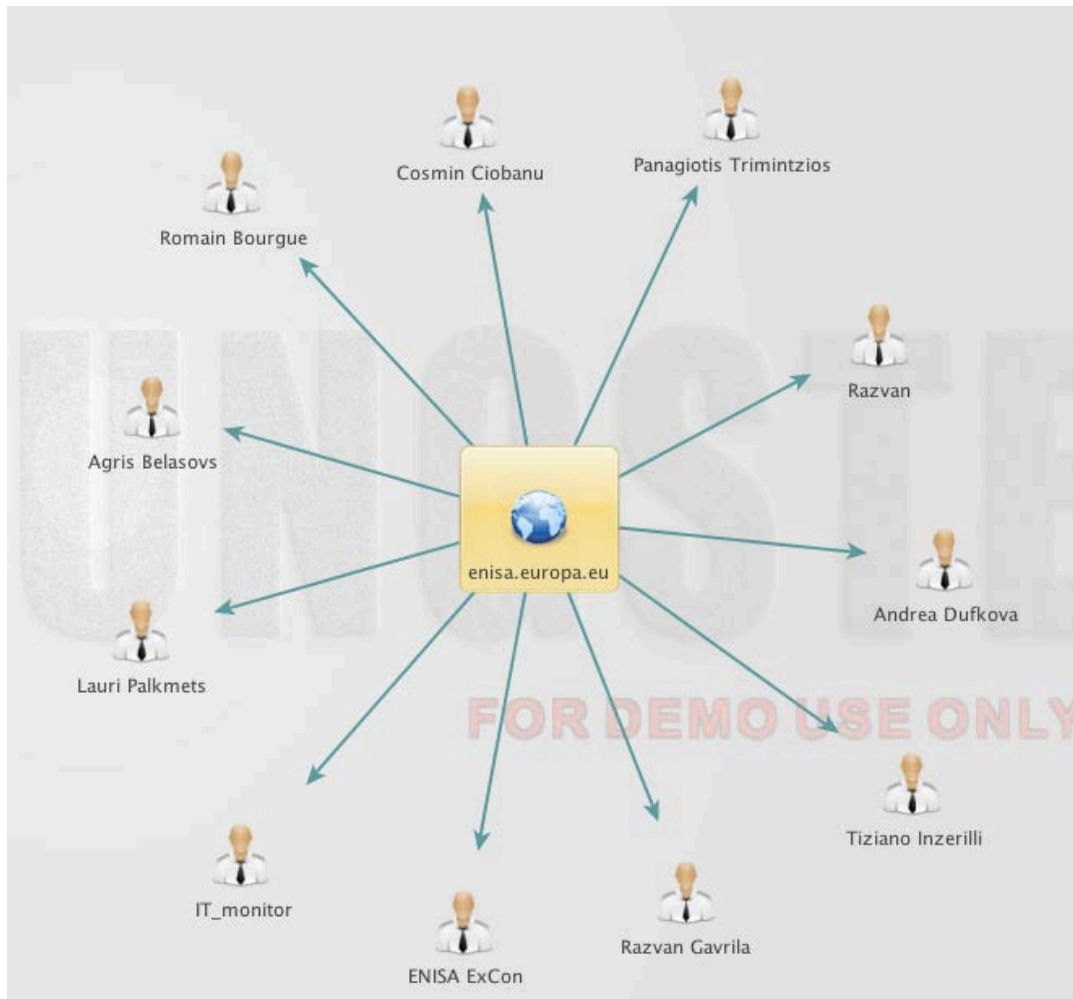 Cosmin Ciobanu
Panagiotis Trimintzios
Romain Bourgue
Razvan
Agris Belasovs
enisa.europa.eu
Andrea Dufkova
Lauri Palkmets
FOR DEMO USE ONLY
Tiziano Inzerilli
IT_monitor
Razvan Gavrila
ENISA ExCon